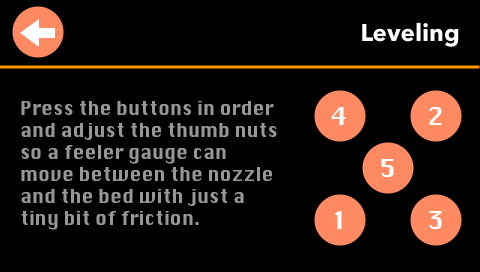 Leveling
Press the buttons in order
and adjust the thumb nuts
so a feeler gauge can
move between the nozzle
and the bed with just a
tiny bit of friction.
4 2
5
1 3